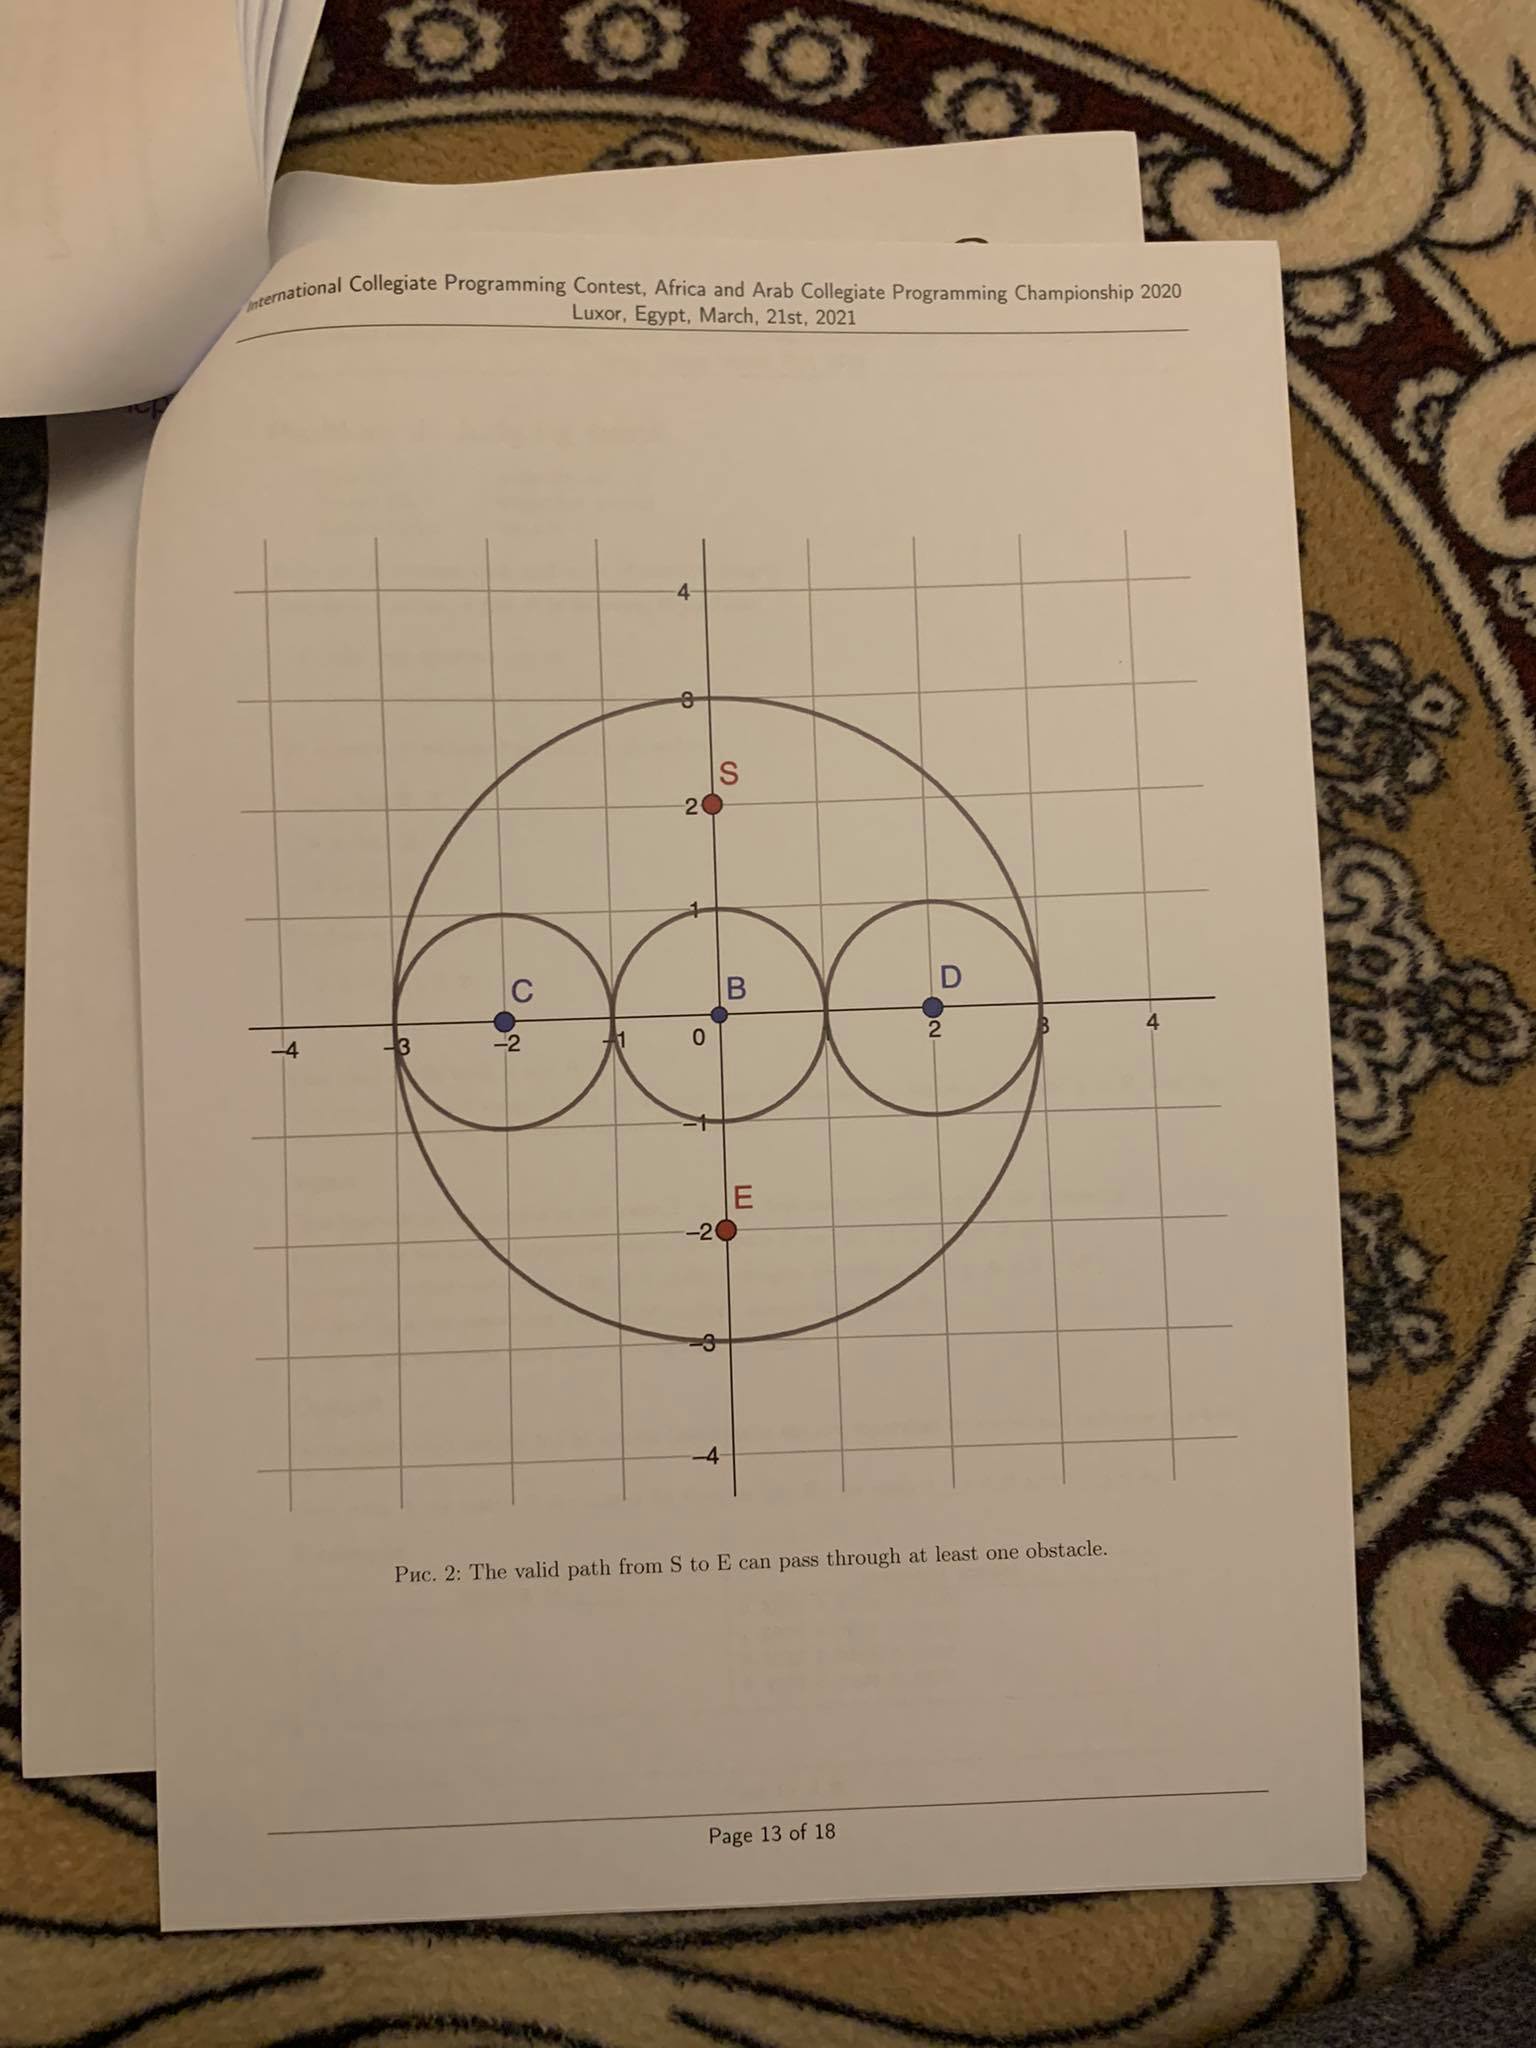 International Collegiate Programming Contest, Africa and Arab Collegiate Programming Championship 2020
Luxor, Egypt, March, 21st, 2021
4
3
S
2
1
C
B
D
–4
–3
–2
–1
0
2
3
4
–1
E
–2
–3
–4
Рис. 2: The valid path from S to E can pass through at least one obstacle.
Page 13 of 18